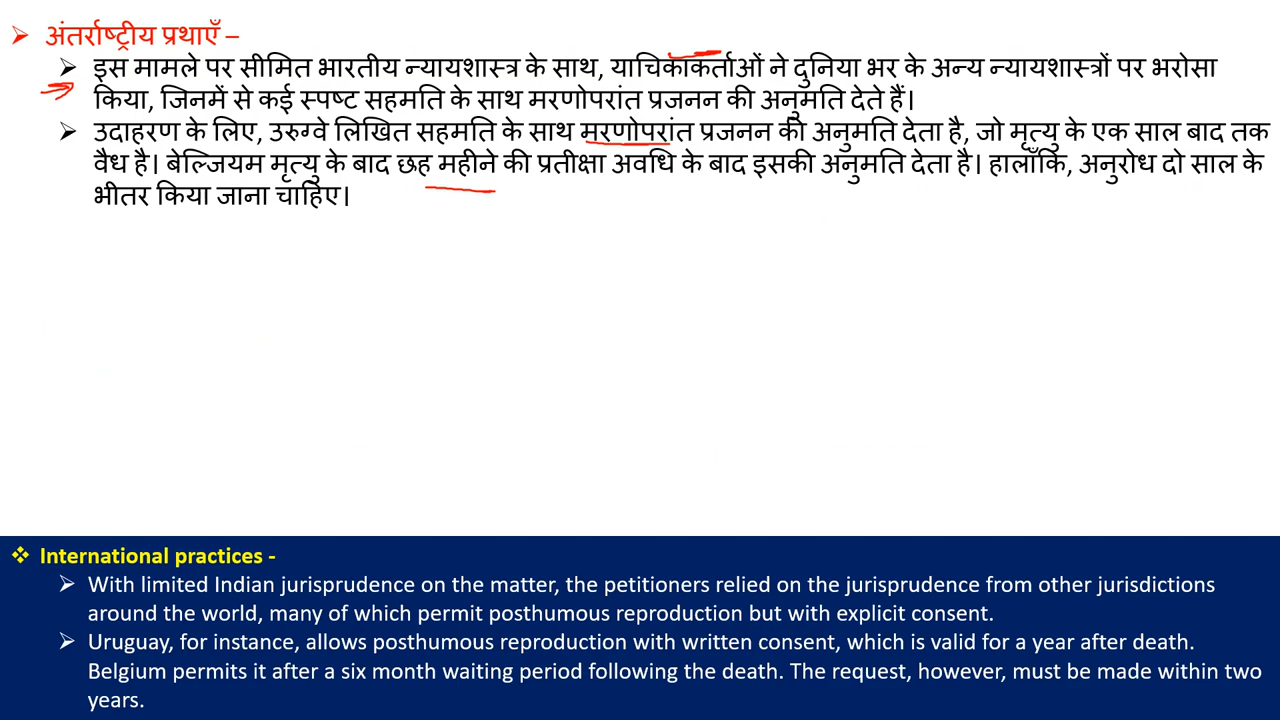 अंतर्राष्ट्रीय प्रथाएँ –
इस मामले पर सीमित भारतीय न्यायशास्त्र के साथ, याचिकाकर्ताओं ने दुनिया भर के अन्य न्यायशास्त्रों पर भरोसा
किया, जिनमें से कई स्पष्ट सहमति के साथ मरणोपरांत प्रजनन की अनुमति देते हैं।
उदाहरण के लिए, उरुग्वे लिखित सहमति के साथ मरणोपरांत प्रजनन की अनुमति देता है, जो मृत्यु के एक साल बाद तक
वैध है। बेल्जियम मृत्यु के बाद छह महीने की प्रतीक्षा अवधि के बाद इसकी अनुमति देता है। हालाँकि, अनुरोध दो साल के
भीतर किया जाना चाहिए।
International practices -
With limited Indian jurisprudence on the matter, the petitioners relied on the jurisprudence from other jurisdictions
around the world, many of which permit posthumous reproduction but with explicit consent.
Uruguay, for instance, allows posthumous reproduction with written consent, which is valid for a year after death.
Belgium permits it after a six month waiting period following the death. The request, however, must be made within two
years.